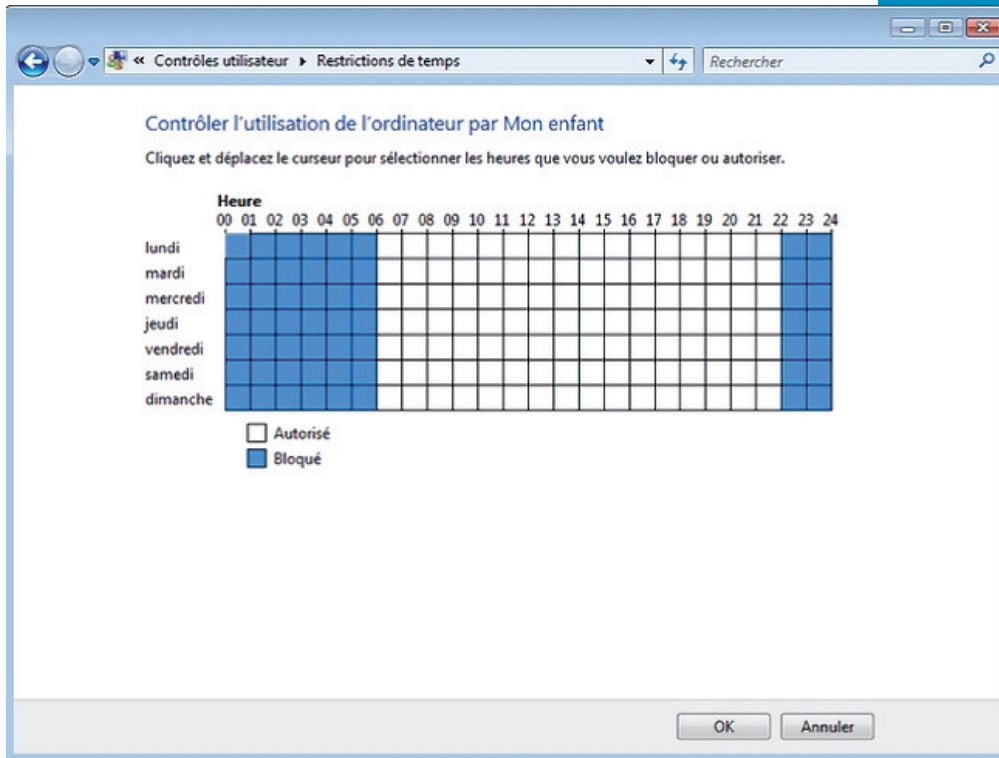 « Contrôles utilisateur ▸ Restrictions de temps
Rechercher
Contrôler l'utilisation de l'ordinateur par Mon enfant
Cliquez et déplacez le curseur pour sélectionner les heures que vous voulez bloquer ou autoriser.
Heure
00 01 02 03 04 05 06 07 08 09 10 11 12 13 14 15 16 17 18 19 20 21 22 23 24
lundi
mardi
mercredi
jeudi
vendredi
samedi
dimanche
Autorisé
Bloqué
OK Annuler